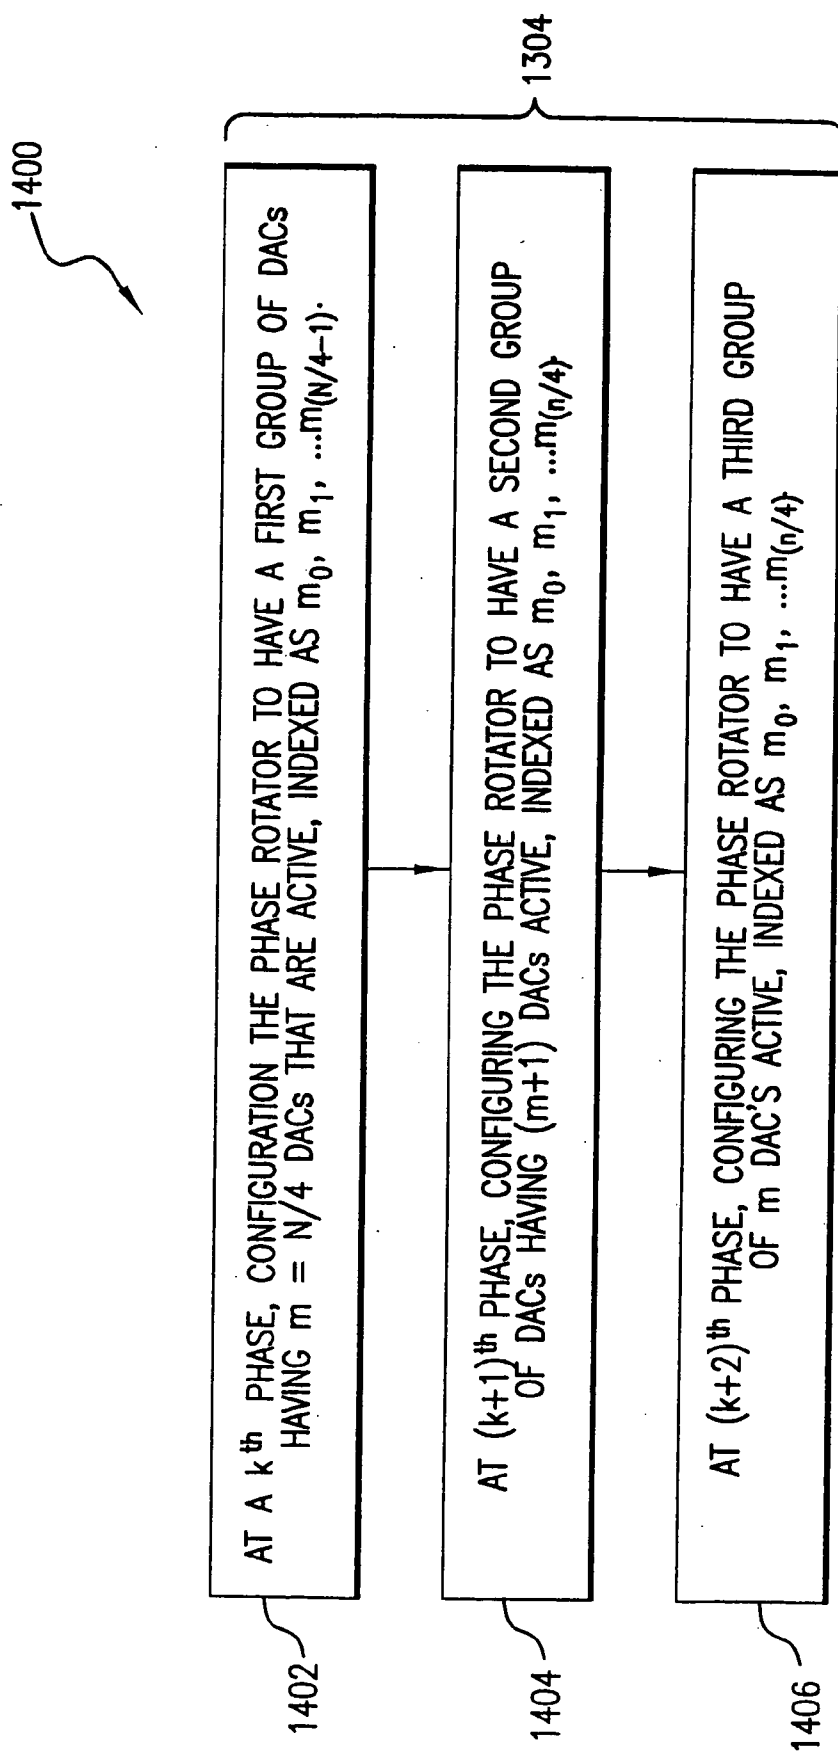 1400
1402
AT A kth PHASE, CONFIGURATION THE PHASE ROTATOR TO HAVE A FIRST GROUP OF DACs
HAVING m = N/4 DACs THAT ARE ACTIVE, INDEXED AS m0, m1, ...m(N/4-1).
1404
AT (k+1)th PHASE, CONFIGURING THE PHASE ROTATOR TO HAVE A SECOND GROUP
OF DACs HAVING (m+1) DACs ACTIVE, INDEXED AS m0, m1, ...m(n/4).
1406
AT (k+2)th PHASE, CONFIGURING THE PHASE ROTATOR TO HAVE A THIRD GROUP
OF m DAC'S ACTIVE, INDEXED AS m0, m1, ...m(n/4).
1304